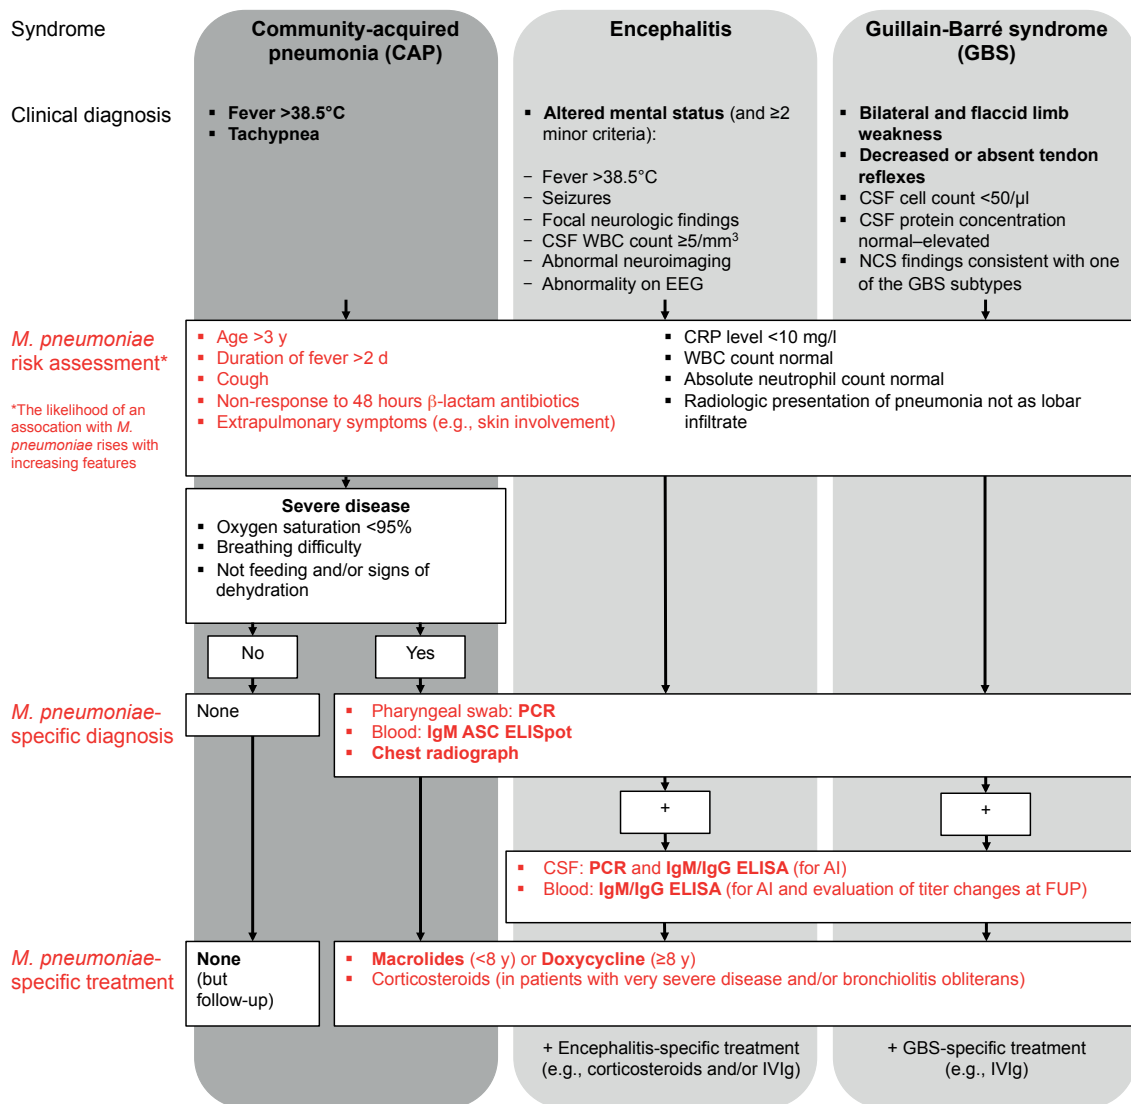 Syndrome
Community-acquired
pneumonia (CAP)
Encephalitis
Guillain-Barré syndrome
(GBS)
Clinical diagnosis
▪ Fever >38.5°C
▪ Tachypnea
▪ Altered mental status (and ≥2
minor criteria):
− Fever >38.5°C
− Seizures
− Focal neurologic findings
− CSF WBC count ≥5/mm³
− Abnormal neuroimaging
− Abnormality on EEG
▪ Bilateral and flaccid limb
weakness
▪ Decreased or absent tendon
reflexes
▪ CSF cell count <50/µl
▪ CSF protein concentration
normal–elevated
▪ NCS findings consistent with one
of the GBS subtypes
M. pneumoniae
risk assessment*
*The likelihood of an
assocation with M.
pneumoniae rises with
increasing features
▪ Age >3 y
▪ Duration of fever >2 d
▪ Cough
▪ Non-response to 48 hours β-lactam antibiotics
▪ Extrapulmonary symptoms (e.g., skin involvement)
▪ CRP level <10 mg/l
▪ WBC count normal
▪ Absolute neutrophil count normal
▪ Radiologic presentation of pneumonia not as lobar
infiltrate
Severe disease
▪ Oxygen saturation <95%
▪ Breathing difficulty
▪ Not feeding and/or signs of
dehydration
No
Yes
M. pneumoniae-
specific diagnosis
None
▪ Pharyngeal swab: PCR
▪ Blood: IgM ASC ELISpot
▪ Chest radiograph
+
+
▪ CSF: PCR and IgM/IgG ELISA (for AI)
▪ Blood: IgM/IgG ELISA (for AI and evaluation of titer changes at FUP)
M. pneumoniae-
specific treatment
None
(but
follow-up)
▪ Macrolides (<8 y) or Doxycycline (≥8 y)
▪ Corticosteroids (in patients with very severe disease and/or bronchiolitis obliterans)
+ Encephalitis-specific treatment
(e.g., corticosteroids and/or IVIg)
+ GBS-specific treatment
(e.g., IVIg)